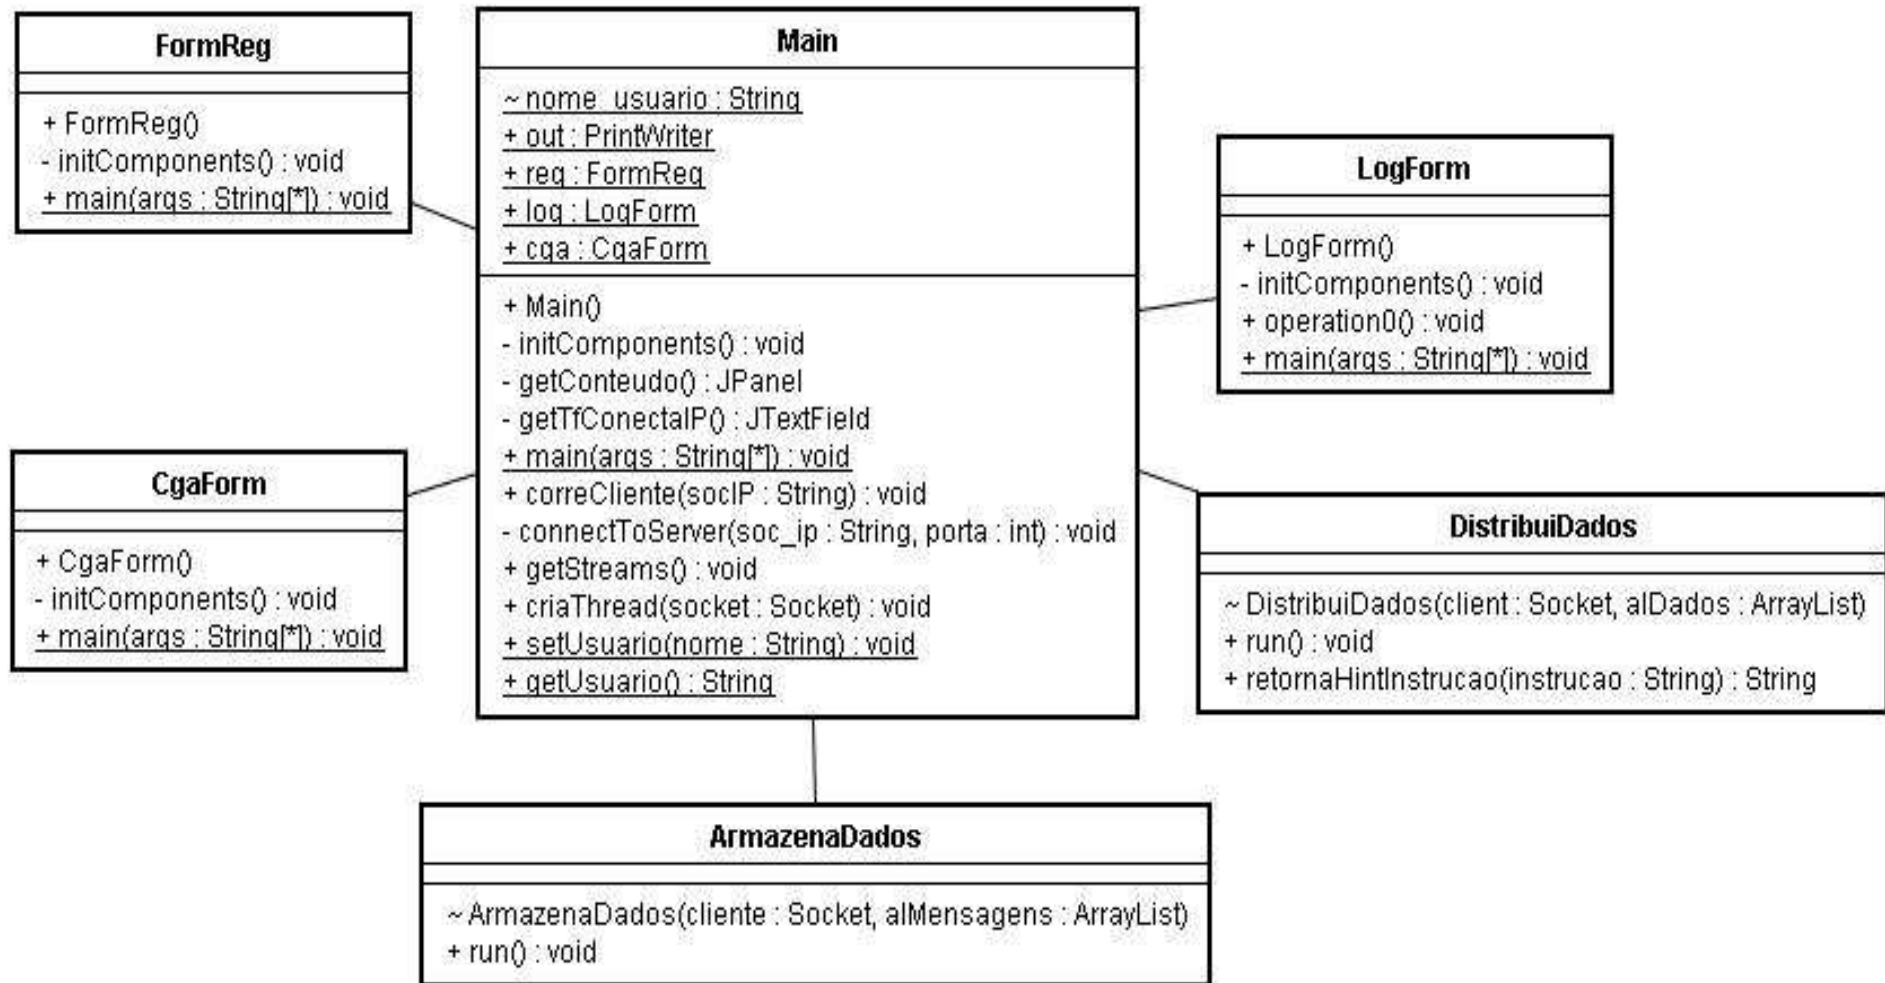 FormReg
+ FormReg()
- initComponents() : void
+ main(args : String[*]) : void
Main
~ nome_usuario : String
+ out : PrintWriter
+ reg : FormReg
+ log : LogForm
+ cga : CgaForm
+ Main()
- initComponents() : void
- getConteudo() : JPanel
- getTfConectaIP() : JTextField
+ main(args : String[*]) : void
+ correCliente(socIP : String) : void
- connectToServer(soc_ip : String, porta : int) : void
+ getStreams() : void
+ criaThread(socket : Socket) : void
+ setUsuario(nome : String) : void
+ getUsuario() : String
LogForm
+ LogForm()
- initComponents() : void
+ operation0() : void
+ main(args : String[*]) : void
CgaForm
+ CgaForm()
- initComponents() : void
+ main(args : String[*]) : void
DistribuiDados
~ DistribuiDados(client : Socket, alDados : ArrayList)
+ run() : void
+ retornaHintInstrucao(instrucao : String) : String
ArmazenaDados
~ ArmazenaDados(cliente : Socket, alMensagens : ArrayList)
+ run() : void